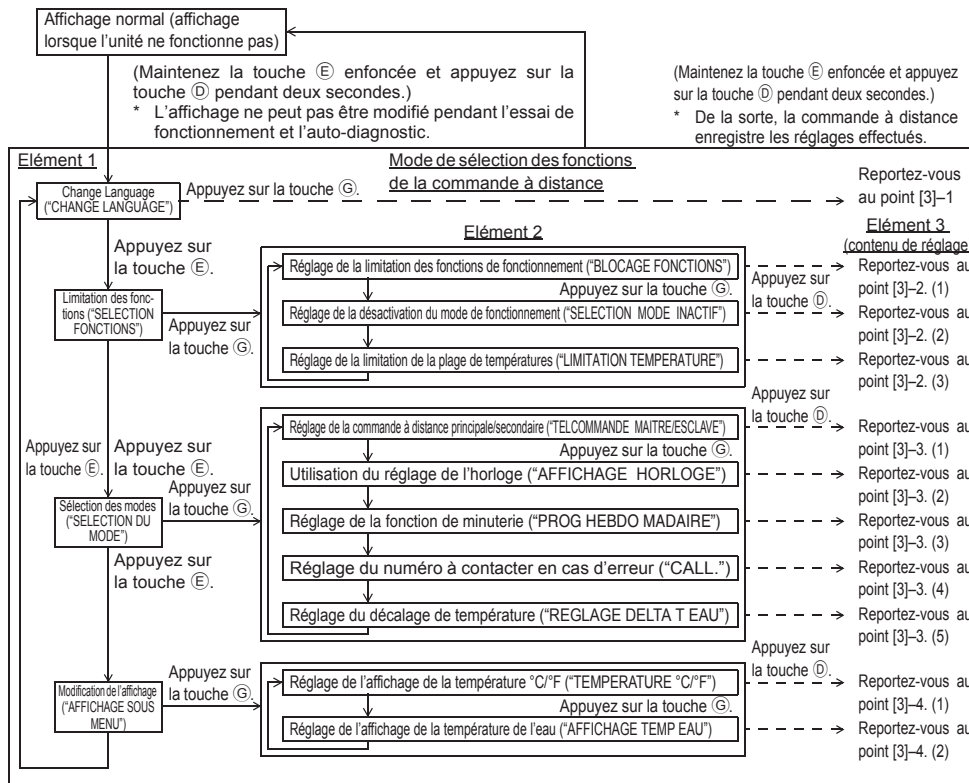 Affichage normal (affichage
lorsque l’unité ne fonctionne pas)
(Maintenez la touche Ⓔ enfoncée et appuyez sur la
touche Ⓓ pendant deux secondes.)
* L’affichage ne peut pas être modifié pendant l’essai de
fonctionnement et l’auto-diagnostic.
(Maintenez la touche Ⓔ enfoncée et appuyez
sur la touche Ⓓ pendant deux secondes.)
* De la sorte, la commande à distance
enregistre les réglages effectués.
Elément 1
Mode de sélection des fonctions
de la commande à distance
Change Language
(“CHANGE LANGUAGE”)
Appuyez sur la touche Ⓖ.
Reportez-vous
au point [3]–1
Elément 2
Elément 3
(contenu de réglage
Appuyez sur
la touche Ⓔ.
Limitation des fonc-
tions (“SELECTION
FONCTIONS”)
Appuyez sur
la touche Ⓖ.
Réglage de la limitation des fonctions de fonctionnement (“BLOCAGE FONCTIONS”)
Appuyez sur la touche Ⓖ.
Réglage de la désactivation du mode de fonctionnement (“SELECTION MODE INACTIF”)
Réglage de la limitation de la plage de températures (“LIMITATION TEMPERATURE”)
Appuyez sur
la touche Ⓓ.
Reportez-vous au
point [3]–2. (1)
Reportez-vous au
point [3]–2. (2)
Reportez-vous au
point [3]–2. (3)
Appuyez sur
la touche Ⓔ.
Appuyez sur
la touche Ⓔ.
Sélection des modes
(“SELECTION DU
MODE”)
Appuyez sur
la touche Ⓖ.
Réglage de la commande à distance principale/secondaire (“TELCOMMANDE MAITRE/ESCLAVE”)
Appuyez sur la touche Ⓖ.
Utilisation du réglage de l’horloge (“AFFICHAGE HORLOGE”)
Réglage de la fonction de minuterie (“PROG HEBDO MADAIRE”)
Réglage du numéro à contacter en cas d’erreur (“CALL.”)
Réglage du décalage de température (“REGLAGE DELTA T EAU”)
Appuyez sur
la touche Ⓓ.
Reportez-vous au
point [3]–3. (1)
Reportez-vous au
point [3]–3. (2)
Reportez-vous au
point [3]–3. (3)
Reportez-vous au
point [3]–3. (4)
Reportez-vous au
point [3]–3. (5)
Appuyez sur
la touche Ⓔ.
Modification de l’affichage
(“AFFICHAGE SOUS
MENU”)
Appuyez sur
la touche Ⓖ.
Réglage de l’affichage de la température °C/°F (“TEMPERATURE °C/°F”)
Appuyez sur la touche Ⓖ.
Réglage de l’affichage de la température de l’eau (“AFFICHAGE TEMP EAU”)
Appuyez sur
la touche Ⓓ.
Reportez-vous au
point [3]–4. (1)
Reportez-vous au
point [3]–4. (2)